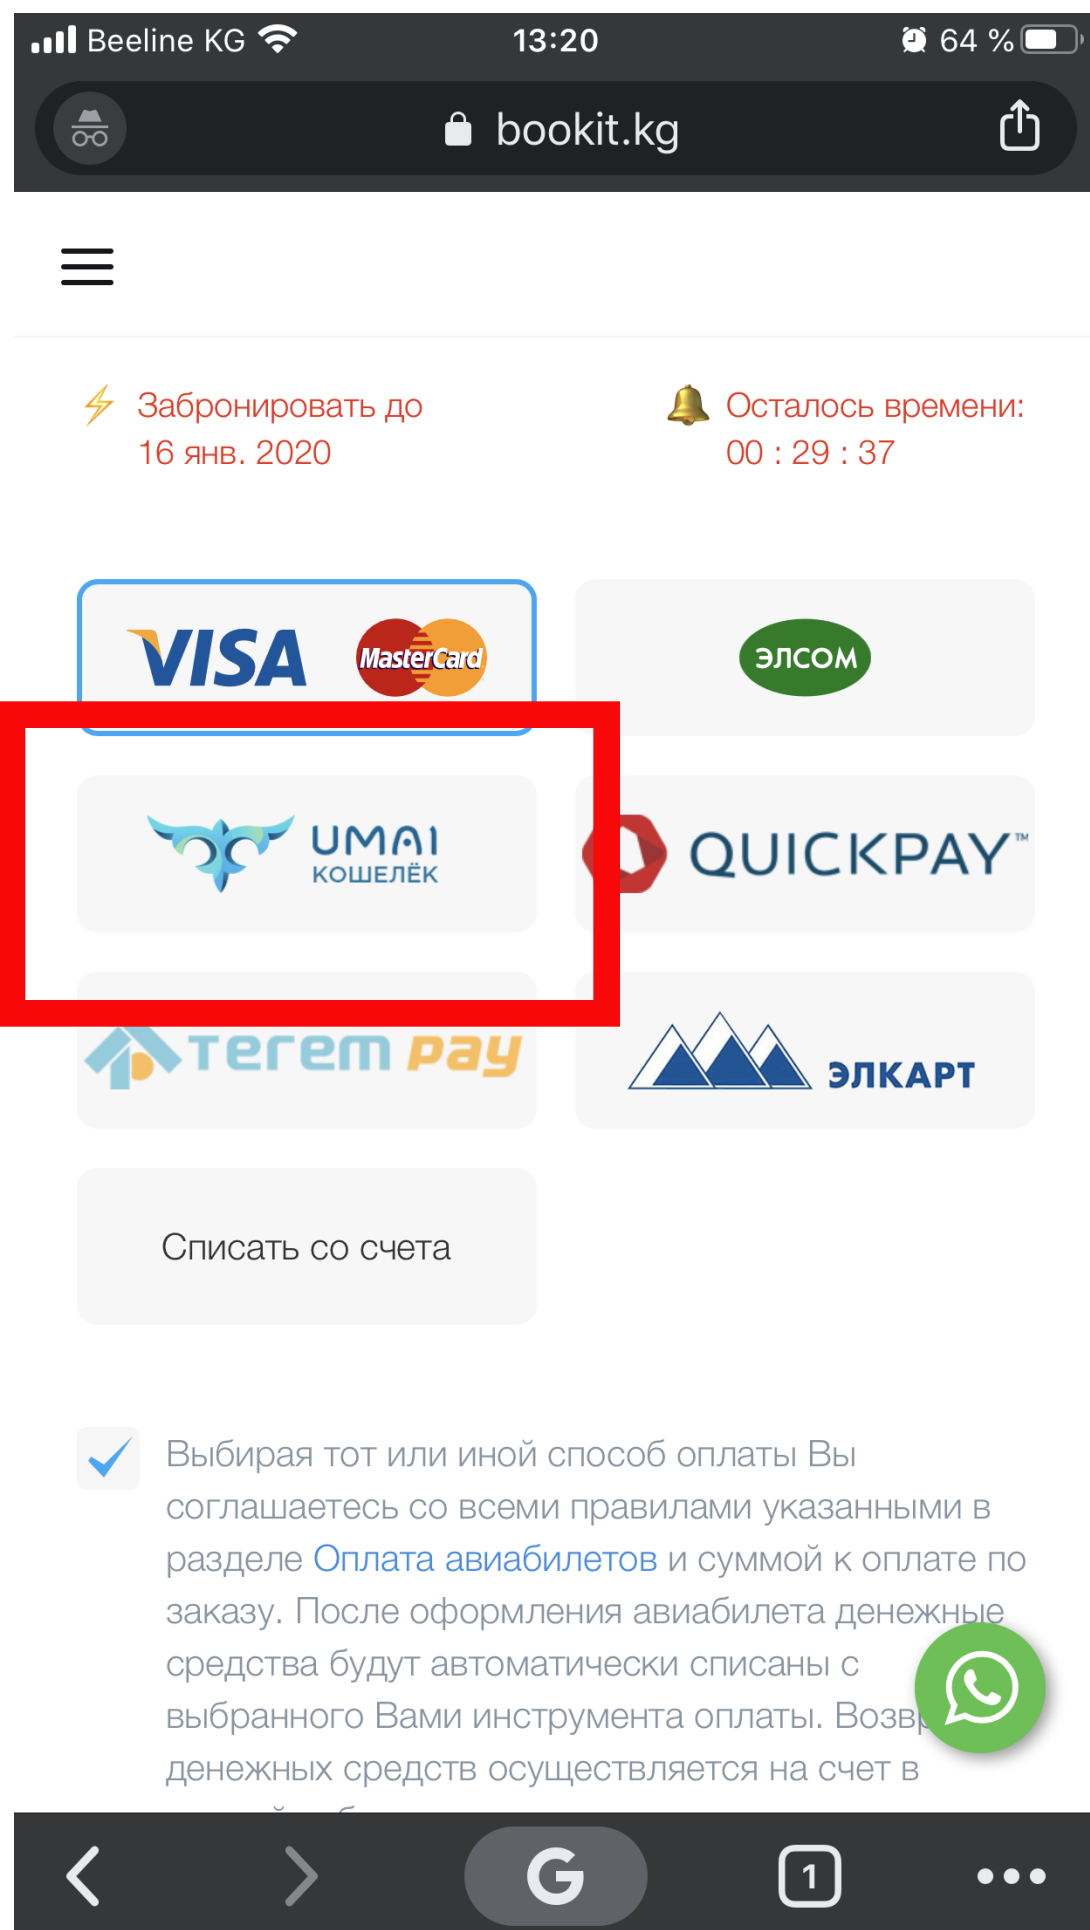 Beeline KG 13:20 64 %
bookit.kg
Забронировать до
16 янв. 2020
Осталось времени:
00 : 29 : 37
VISA MasterCard
элсом
UMAI
КОШЕЛЁК
QUICKPAY™
тегем pay
ЭЛКАРТ
Списать со счета
Выбирая тот или иной способ оплаты Вы
соглашаетесь со всеми правилами указанными в
разделе Оплата авиабилетов и суммой к оплате по
заказу. После оформления авиабилета денежные
средства будут автоматически списаны с
выбранного Вами инструмента оплаты.
денежных средств осуществляется на счет в
G 1